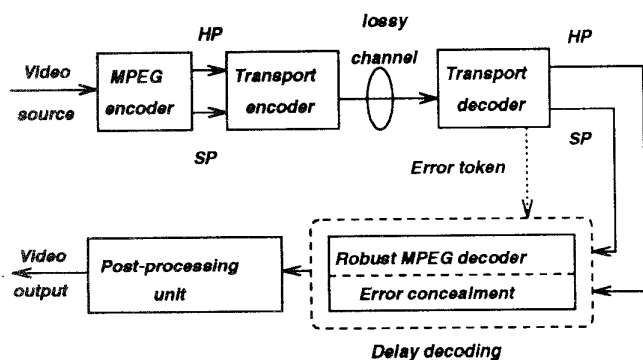 lossy
channel
HP
HP
Video
source
MPEG
encoder
Transport
encoder
Transport
decoder
SP
SP
Error token
Video
output
Post-processing
unit
Robust MPEG decoder
Error concealment
Delay decoding